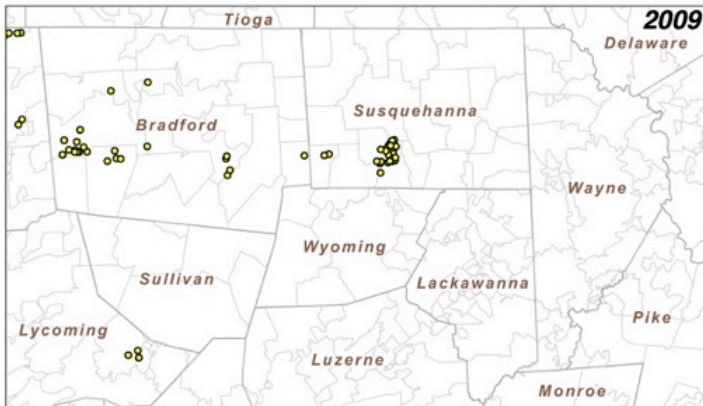 Tioga
2009
Delaware
Susquehanna
Bradford
Wayne
Wyoming
Sullivan
Lackawanna
Lycoming
Pike
Luzerne
Monroe